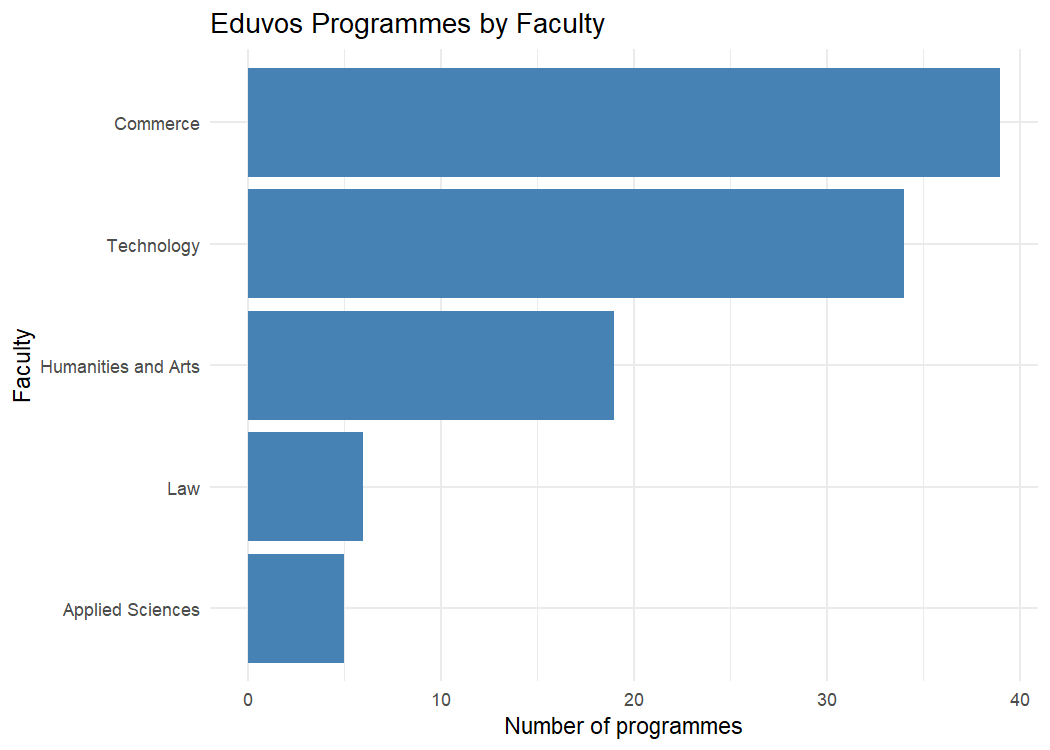 Eduvos Programmes by Faculty
Faculty
Commerce
Technology
Humanities and Arts
Law
Applied Sciences
0 10 20 30 40
Number of programmes